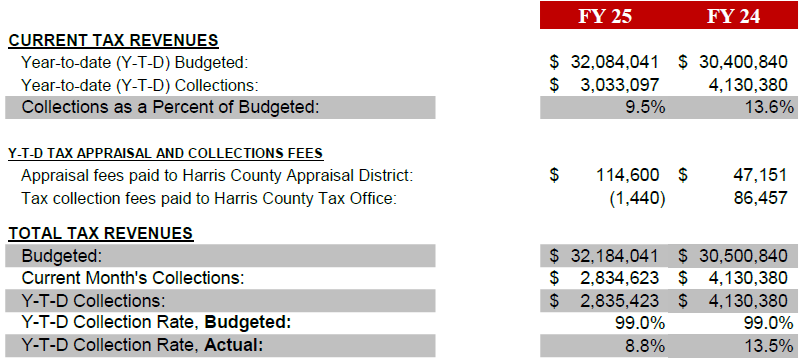 FY 25 FY 24
CURRENT TAX REVENUES
Year-to-date (Y-T-D) Budgeted: $ 32,084,041 $ 30,400,840
Year-to-date (Y-T-D) Collections: $ 3,033,097 4,130,380
Collections as a Percent of Budgeted: 9.5% 13.6%
Y-T-D TAX APPRAISAL AND COLLECTIONS FEES
Appraisal fees paid to Harris County Appraisal District: $ 114,600 $ 47,151
Tax collection fees paid to Harris County Tax Office: (1,440) 86,457
TOTAL TAX REVENUES
Budgeted: $ 32,184,041 $ 30,500,840
Current Month's Collections: $ 2,834,623 $ 4,130,380
Y-T-D Collections: $ 2,835,423 $ 4,130,380
Y-T-D Collection Rate, Budgeted: 99.0% 99.0%
Y-T-D Collection Rate, Actual: 8.8% 13.5%